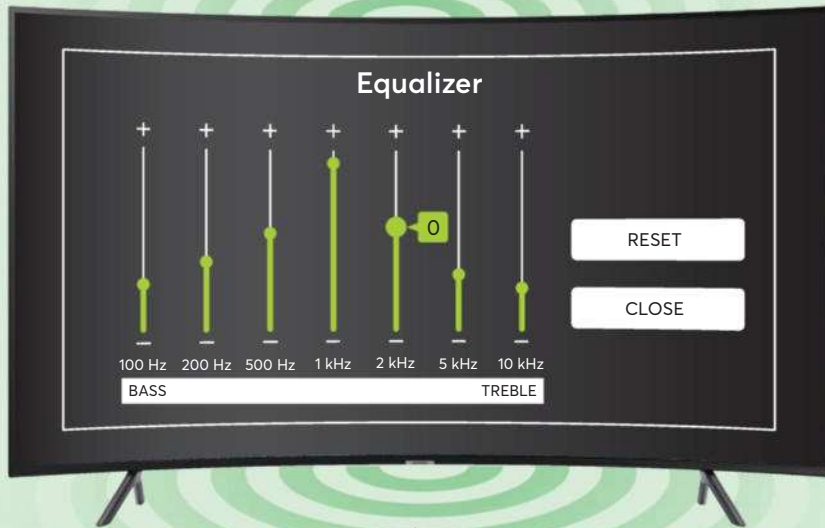 Equalizer
+ + + + + + +
0
RESET
CLOSE
− − − − − − −
100 Hz 200 Hz 500 Hz 1 kHz 2 kHz 5 kHz 10 kHz
BASS TREBLE